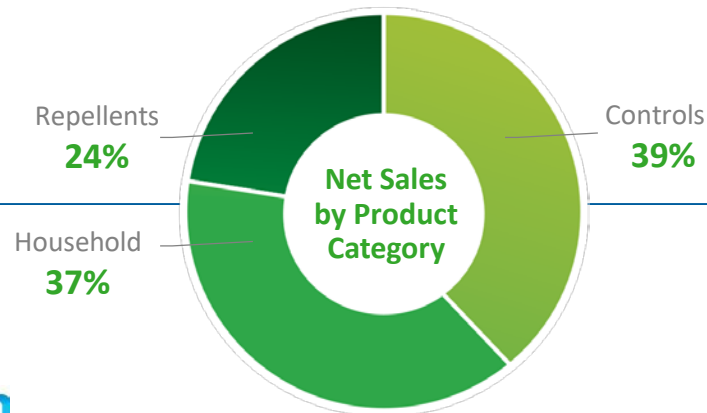 Repellents
24%
Controls
39%
Net Sales
by Product
Category
Household
37%